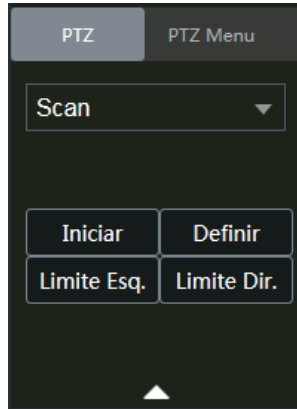 PTZ PTZ Menu
Scan
Iniciar Definir
Limite Esq. Limite Dir.